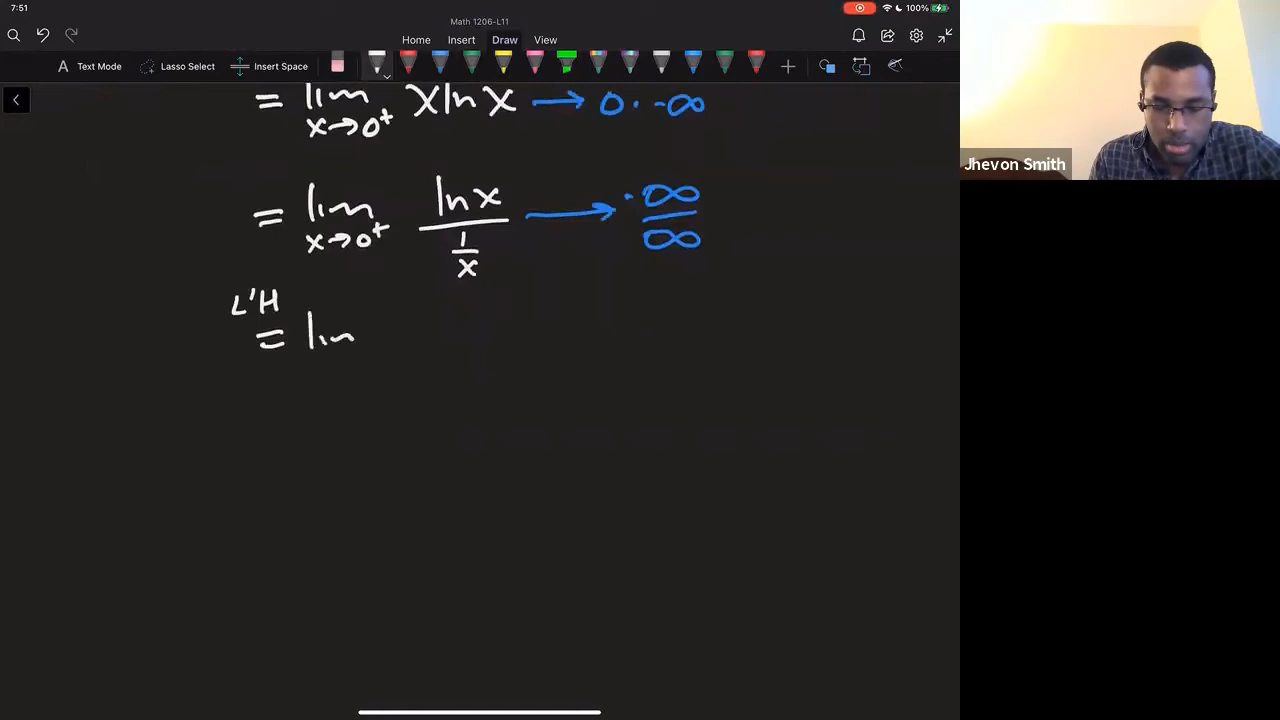 7:51
100%
Math 1206-L11
Home Insert Draw View
Text Mode Lasso Select Insert Space
= lim x→0⁺ x ln x → 0 · -∞
= lim x→0⁺ ln x / (1/x) → -∞/∞
L'H
= lim
Jhevon Smith